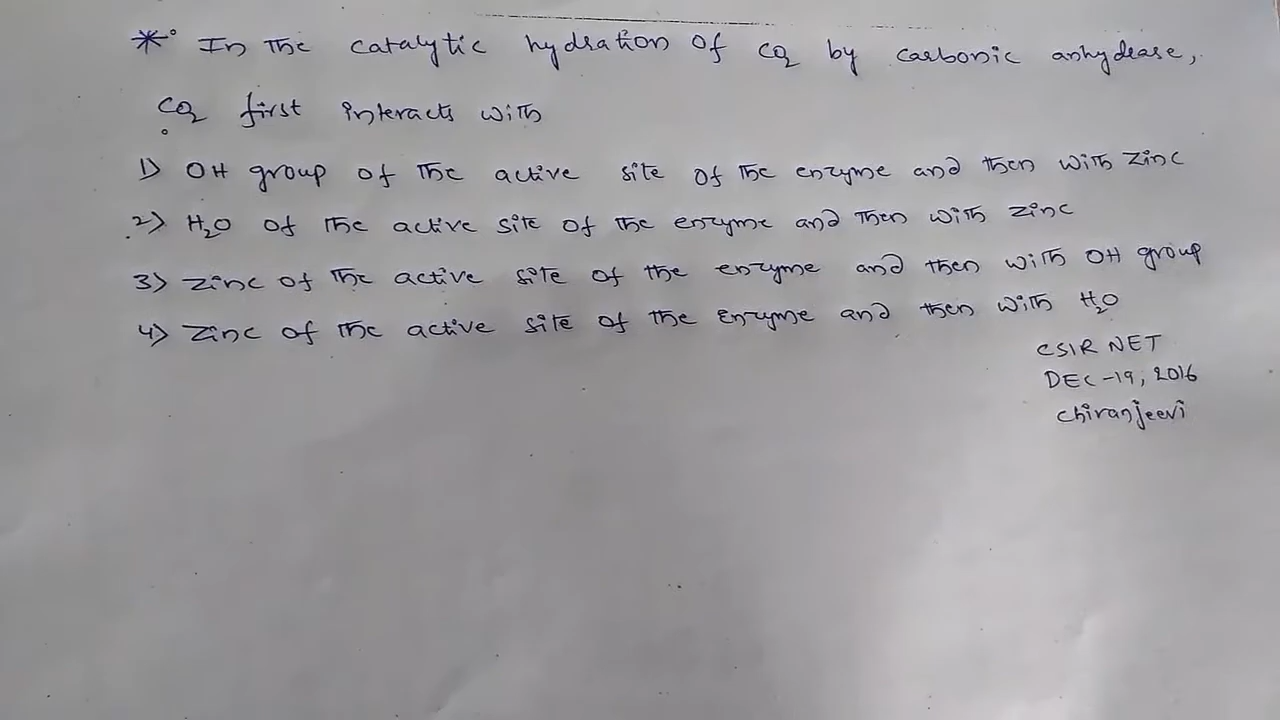 * In the catalytic hydration of CO2 by carbonic anhydrase,
CO2 first interacts with
1) OH group of the active site of the enzyme and then with zinc
2) H2O of the active site of the enzyme and then with zinc
3) zinc of the active site of the enzyme and then with OH group
4) zinc of the active site of the enzyme and then with H2O
CSIR NET
DEC-19, 2016
chiranjeevi